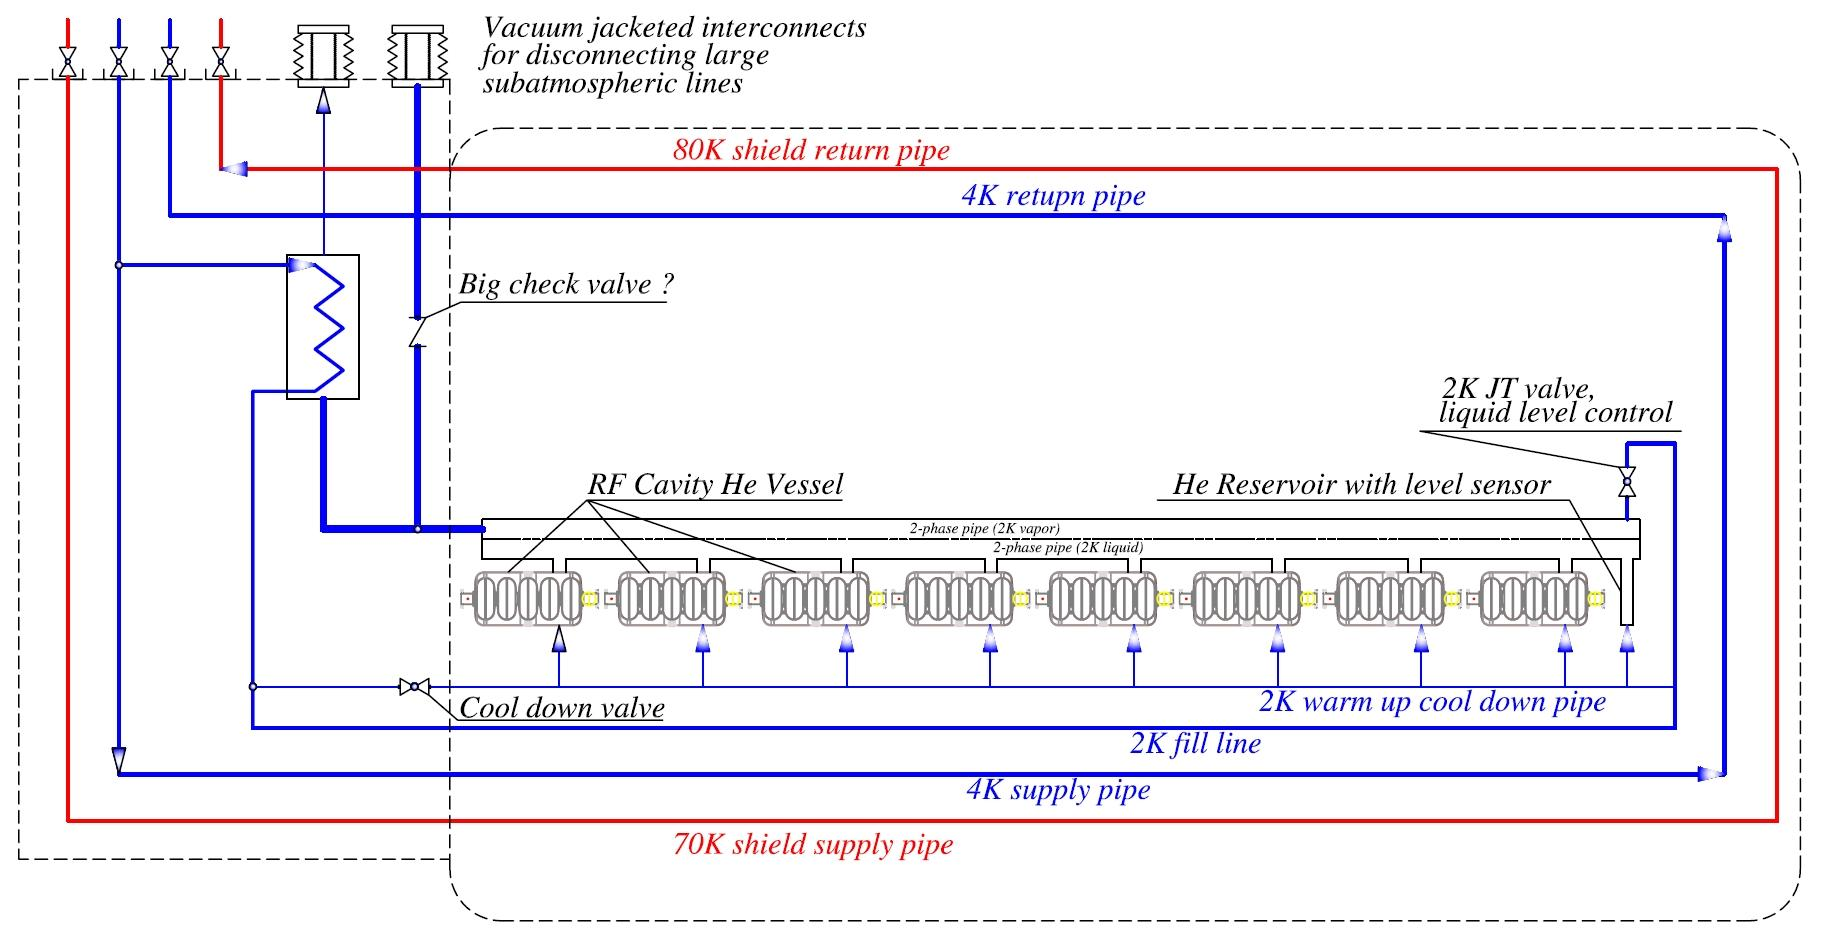 Vacuum jacketed interconnects
for disconnecting large
subatmospheric lines
80K shield return pipe
4K retupn pipe
Big check valve ?
2K JT valve,
liquid level control
RF Cavity He Vessel
He Reservoir with level sensor
2-phase pipe (2K vapor)
2-phase pipe (2K liquid)
2K warm up cool down pipe
Cool down valve
2K fill line
4K supply pipe
70K shield supply pipe